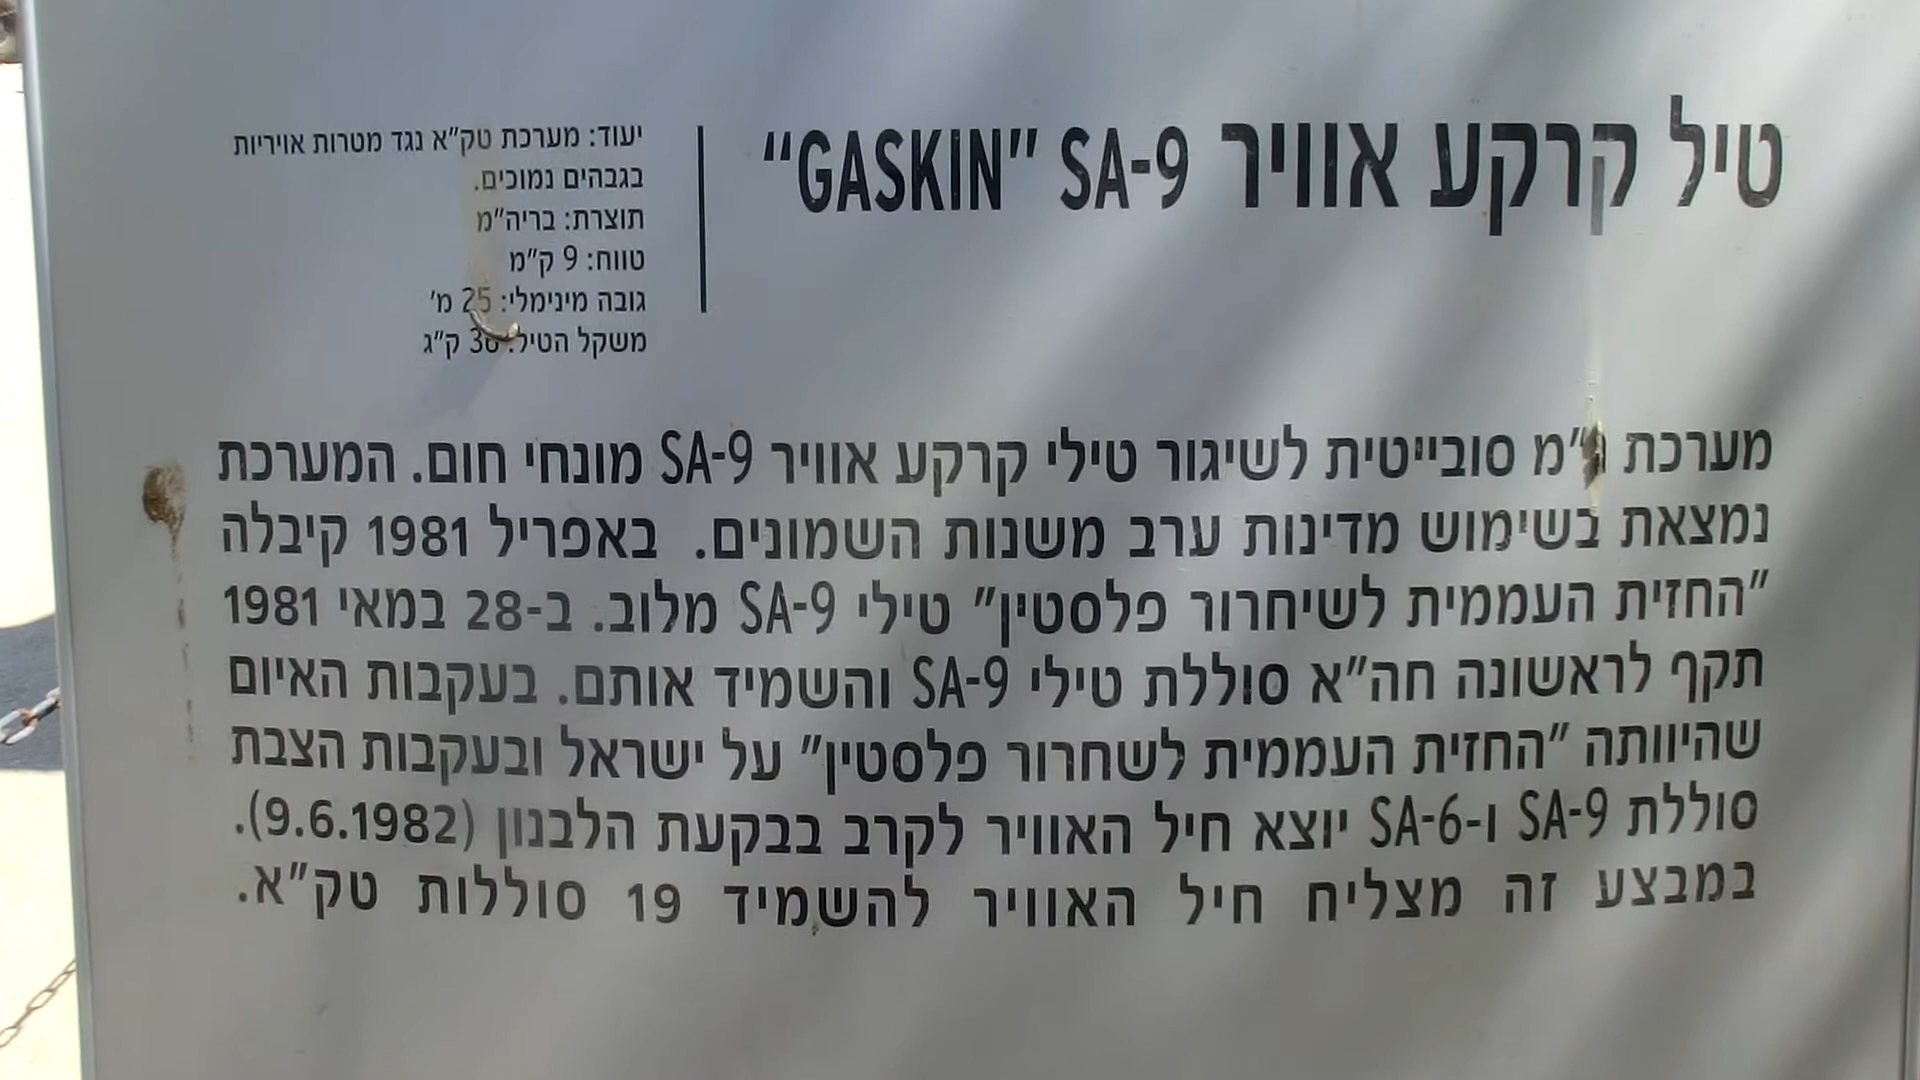 טיל קרקע אוויר SA-9 "GASKIN"
יעוד: מערכת טק"א נגד מטרות אויריות
בגבהים נמוכים.
תוצרת: בריה"מ
טווח: 9 ק"מ
גובה מינימלי: 25 מ'
משקל הטיל: ק"ג
מערכת סובייטית לשיגור טילי קרקע אוויר SA-9 מונחי חום. המערכת
נמצאת בשימוש מדינות ערב משנות השמונים. באפריל 1981 קיבלה
"החזית העממית לשיחרור פלסטין" טילי SA-9 מלוב. ב-28 במאי 1981
תקף לראשונה חה"א סוללת טילי SA-9 והשמיד אותם. בעקבות האיום
שהיוותה "החזית העממית לשחרור פלסטין" על ישראל ובעקבות הצבת
סוללת SA-9 ו-SA-6 יוצא חיל האוויר לקרב בבקעת הלבנון (9.6.1982).
במבצע זה מצליח חיל האוויר להשמיד 19 סוללות טק"א.